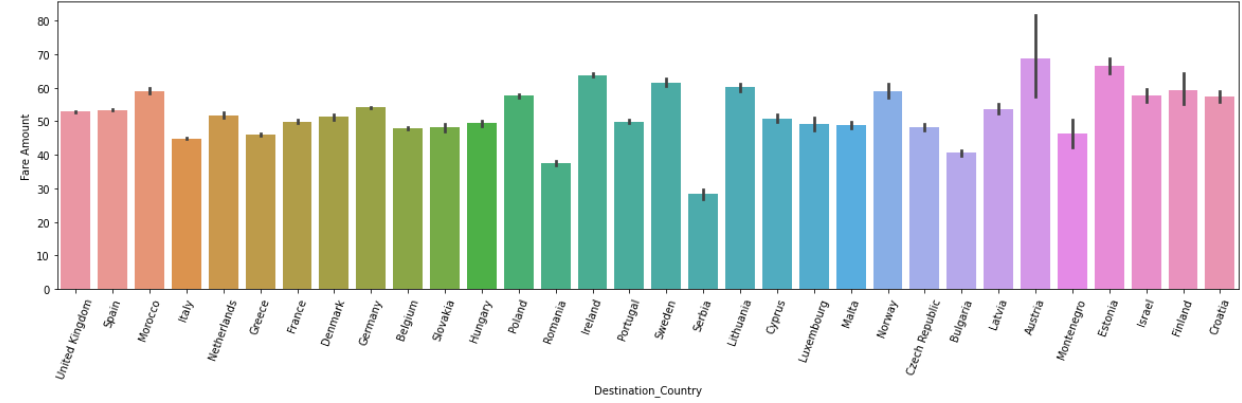 80
70
60
50
40
30
20
10
0
Fare Amount
United Kingdom
Spain
Morocco
Italy
Netherlands
Greece
France
Denmark
Germany
Belgium
Slovakia
Hungary
Poland
Romania
Ireland
Portugal
Sweden
Serbia
Lithuania
Cyprus
Luxembourg
Malta
Norway
Czech Republic
Bulgaria
Latvia
Austria
Montenegro
Estonia
Israel
Finland
Croatia
Destination_Country